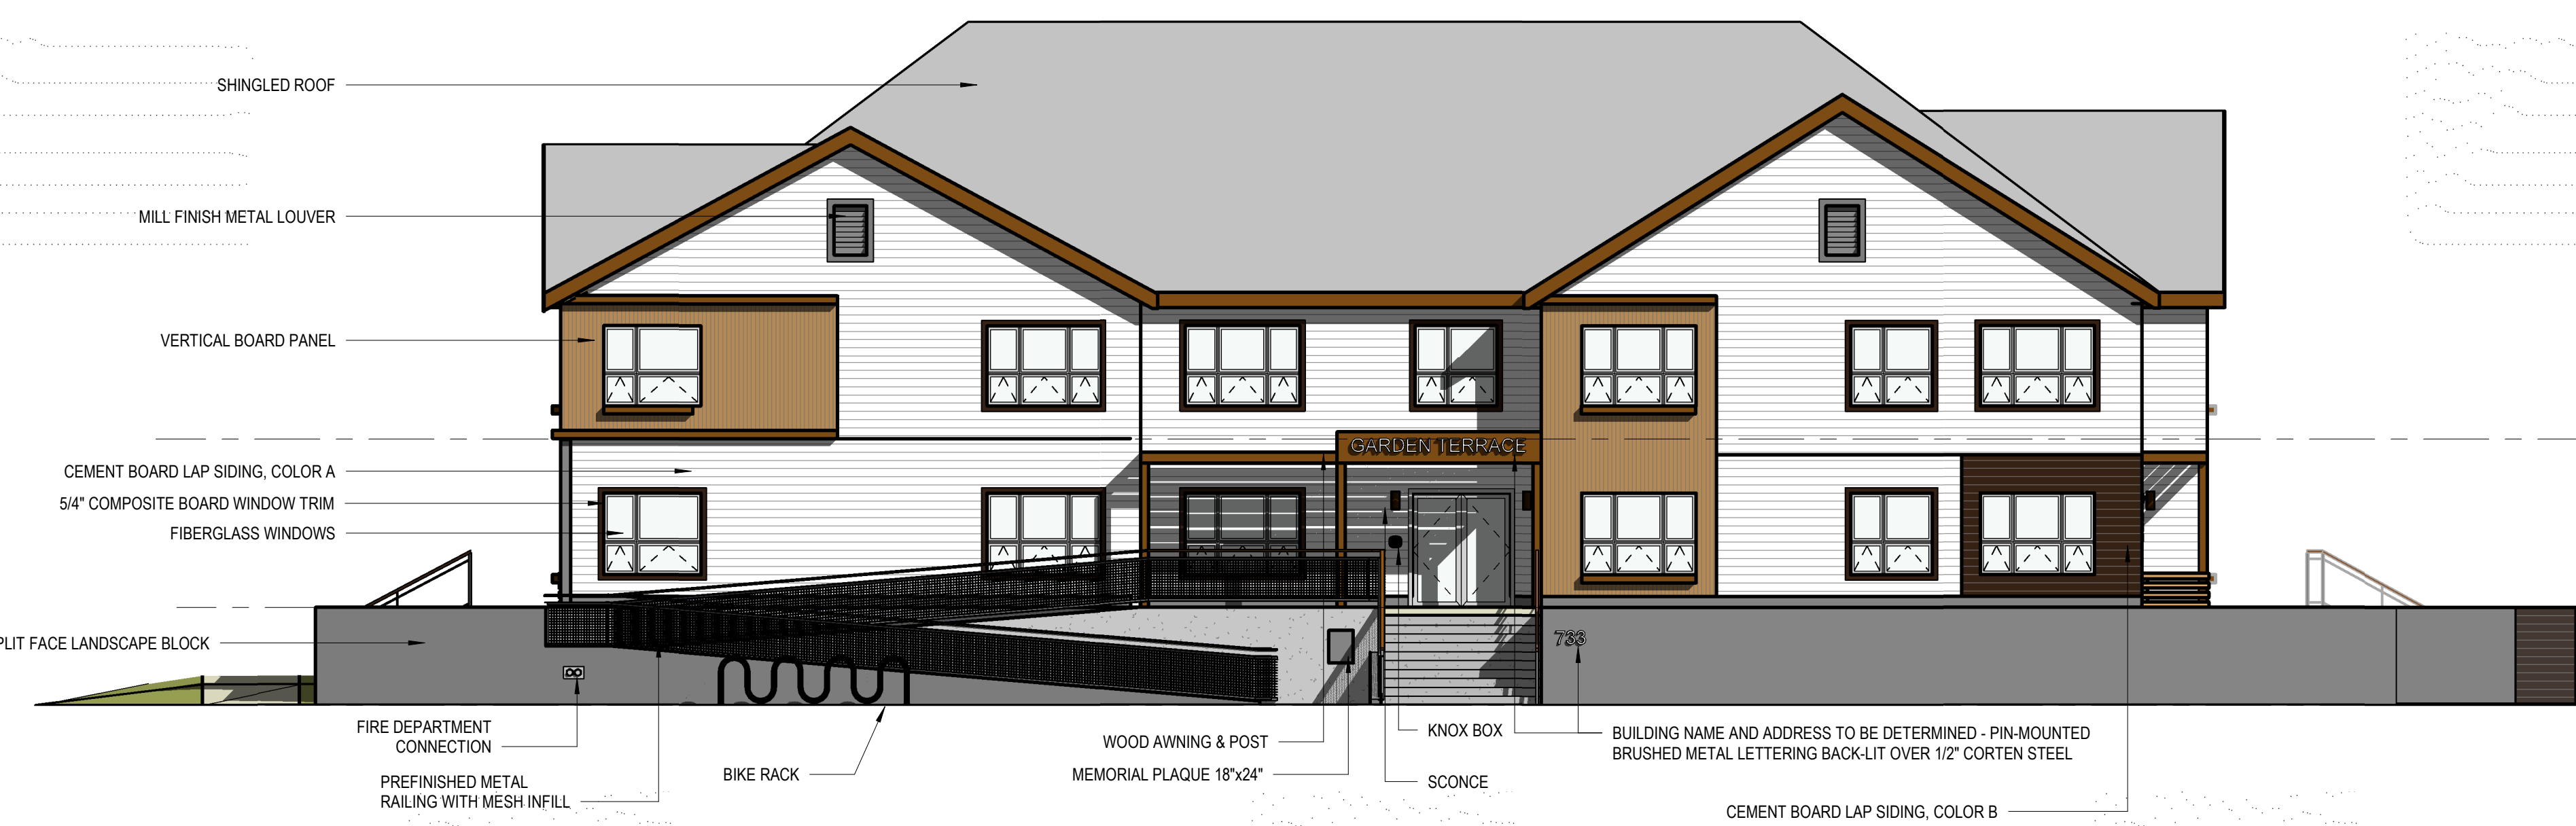 SHINGLED ROOF
MILL FINISH METAL LOUVER
VERTICAL BOARD PANEL
GARDEN TERRACE
CEMENT BOARD LAP SIDING, COLOR A
5/4" COMPOSITE BOARD WINDOW TRIM
FIBERGLASS WINDOWS
PLIT FACE LANDSCAPE BLOCK
733
FIRE DEPARTMENT
CONNECTION
PREFINISHED METAL
RAILING WITH MESH INFILL
BIKE RACK
WOOD AWNING & POST
MEMORIAL PLAQUE 18"x24"
KNOX BOX
SCONCE
BUILDING NAME AND ADDRESS TO BE DETERMINED - PIN-MOUNTED
BRUSHED METAL LETTERING BACK-LIT OVER 1/2" CORTEN STEEL
CEMENT BOARD LAP SIDING, COLOR B